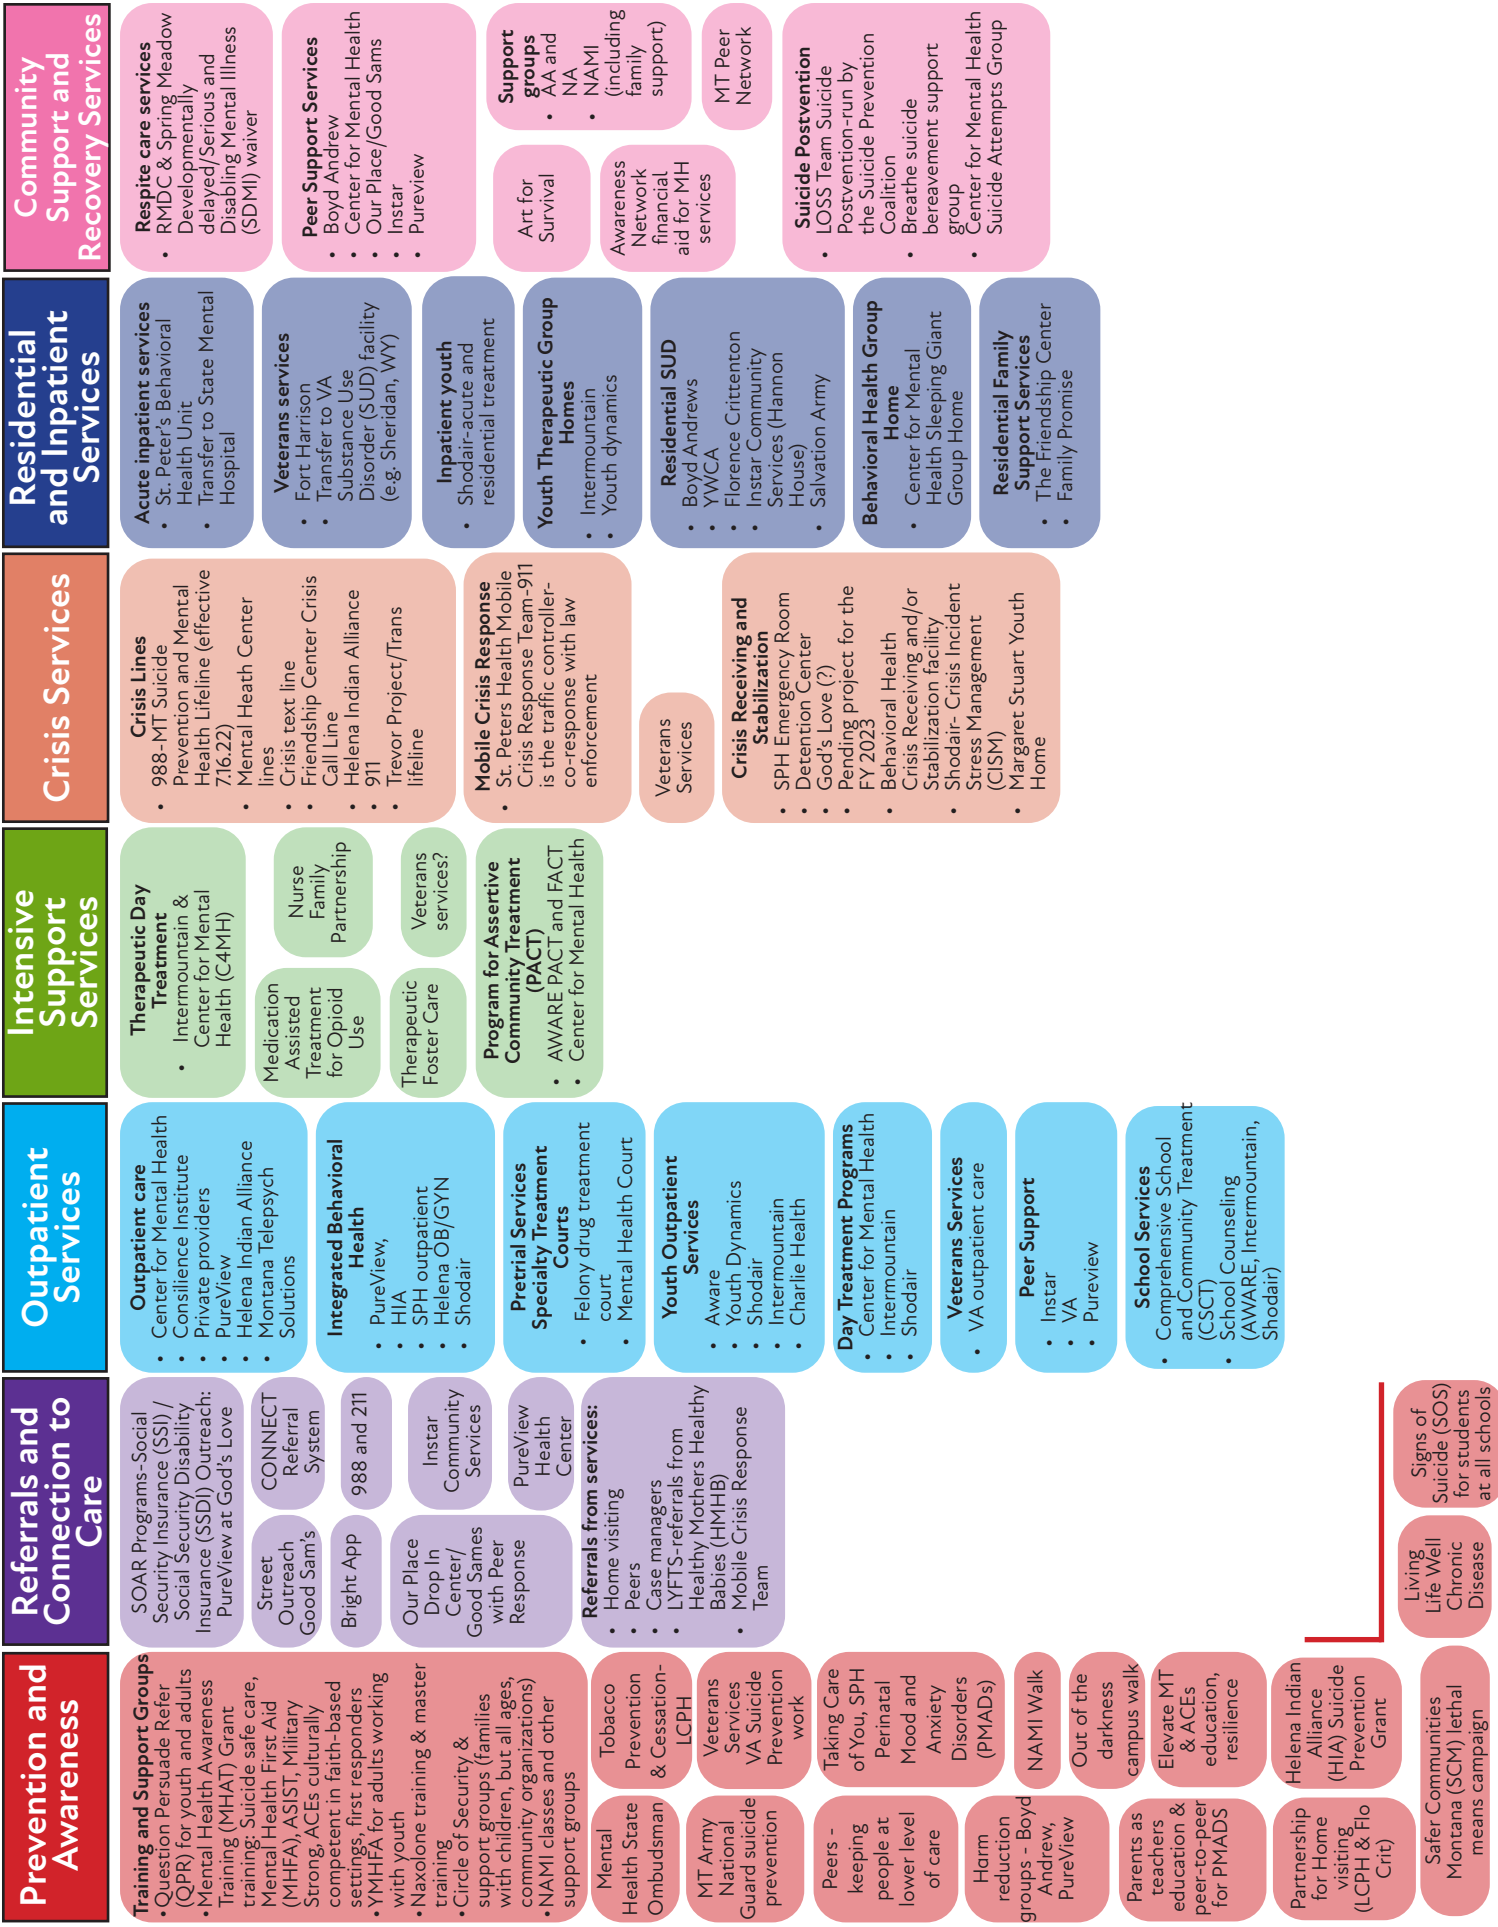 Prevention and
Awareness
Training and Support Groups
• Question Persuade Refer
(QPR) for youth and adults
• Mental Health Awareness
Training (MHAT) Grant
training: Suicide safe care,
Mental Health First Aid
(MHFA), ASIST, Military
Strong, ACEs culturally
competent in faith-based
settings, first responders
• YMHFA for adults working
with youth
• Naxolone training & master
training
• Circle of Security &
support groups (families
with children, but all ages,
community organizations)
• NAMI classes and other
support groups
Mental
Health State
Ombudsman
Tobacco
Prevention
& Cessation-
LCPH
MT Army
National
Guard suicide
prevention
Veterans
Services
VA Suicide
Prevention
work
Peers -
keeping
people at
lower level
of care
Taking Care
of You, SPH
Perinatal
Mood and
Anxiety
Disorders
(PMADs)
Harm
reduction
groups - Boyd
Andrew,
PureView
NAMI Walk
Out of the
darkness
campus walk
Parents as
teachers
education &
peer-to-peer
for PMADS
Elevate MT
& ACEs
education,
resilience
Partnership
for Home
visiting
(LCPH & Flo
Crit)
Helena Indian
Alliance
(HIA) Suicide
Prevention
Grant
Safer Communities
Montana (SCM) lethal
means campaign
Living
Life Well
Chronic
Disease
Signs of
Suicide (SOS)
for students
at all schools
Referrals and
Connection to
Care
SOAR Programs-Social
Security Insurance (SSI) /
Social Security Disability
Insurance (SSDI) Outreach:
PureView at God's Love
Street
Outreach
Good Sam's
CONNECT
Referral
System
Bright App
988 and 211
Our Place
Drop In
Center/
Good Sames
with Peer
Response
Instar
Community
Services
PureView
Health
Center
Referrals from services:
• Home visiting
• Peers
• Case managers
• LYFTS-referrals from
Healthy Mothers Healthy
Babies (HMHB)
• Mobile Crisis Response
Team
Outpatient
Services
Outpatient care
• Center for Mental Health
• Consilience Institute
• Private providers
• PureView
• Helena Indian Alliance
• Montana Telepsych
Solutions
Integrated Behavioral
Health
• PureView,
• HIA
• SPH outpatient
• Helena OB/GYN
• Shodair
Pretrial Services
Specialty Treatment
Courts
• Felony drug treatment
court
• Mental Health Court
Youth Outpatient
Services
• Aware
• Youth Dynamics
• Shodair
• Intermountain
• Charlie Health
Day Treatment Programs
• Center for Mental Health
• Intermountain
• Shodair
Veterans Services
• VA outpatient care
Peer Support
• Instar
• VA
• Pureview
School Services
• Comprehensive School
and Community Treatment
(CSCT)
• School Counseling
(AWARE, Intermountain,
Shodair)
Intensive
Support
Services
Therapeutic Day
Treatment
• Intermountain &
Center for Mental
Health (C4MH)
Medication
Assisted
Treatment
for Opioid
Use
Nurse
Family
Partnership
Therapeutic
Foster Care
Veterans
services?
Program for Assertive
Community Treatment
(PACT)
• AWARE PACT and FACT
• Center for Mental Health
Crisis Services
Crisis Lines
• 988-MT Suicide
Prevention and Mental
Health Lifeline (effective
7.16.22)
• Mental Heath Center
lines
• Crisis text line
• Friendship Center Crisis
Call Line
• Helena Indian Alliance
• 911
• Trevor Project/Trans
lifeline
Mobile Crisis Response
• St. Peters Health Mobile
Crisis Response Team-911
is the traffic controller-
co-response with law
enforcement
Veterans
Services
Crisis Receiving and
Stabilization
• SPH Emergency Room
• Detention Center
• God's Love (?)
• Pending project for the
FY 2023
• Behavioral Health
Crisis Receiving and/or
Stabilization facility
• Shodair- Crisis Incident
Stress Management
(CISM)
• Margaret Stuart Youth
Home
Residential
and Inpatient
Services
Acute inpatient services
• St. Peter's Behavioral
Health Unit
• Transfer to State Mental
Hospital
Veterans services
• Fort Harrison
• Transfer to VA
Substance Use
Disorder (SUD) facility
(e.g. Sheridan, WY)
Inpatient youth
• Shodair-acute and
residential treatment
Youth Therapeutic Group
Homes
• Intermountain
• Youth dynamics
Residential SUD
• Boyd Andrews
• YWCA
• Florence Crittenton
• Instar Community
Services (Hannon
House)
• Salvation Army
Behavioral Health Group
Home
• Center for Mental
Health Sleeping Giant
Group Home
Residential Family
Support Services
• The Friendship Center
• Family Promise
Community
Support and
Recovery Services
Respite care services
• RMDC & Spring Meadow
Developmentally
delayed/Serious and
Disabling Mental Illness
(SDMI) waiver
Peer Support Services
• Boyd Andrew
• Center for Mental Health
• Our Place/Good Sams
• Instar
• Pureview
Art for
Survival
Support
groups
• AA and
NA
• NAMI
(including
family
support)
Awareness
Network
financial
aid for MH
services
MT Peer
Network
Suicide Postvention
• LOSS Team Suicide
Postvention-run by
the Suicide Prevention
Coalition
• Breathe suicide
bereavement support
group
• Center for Mental Health
Suicide Attempts Group